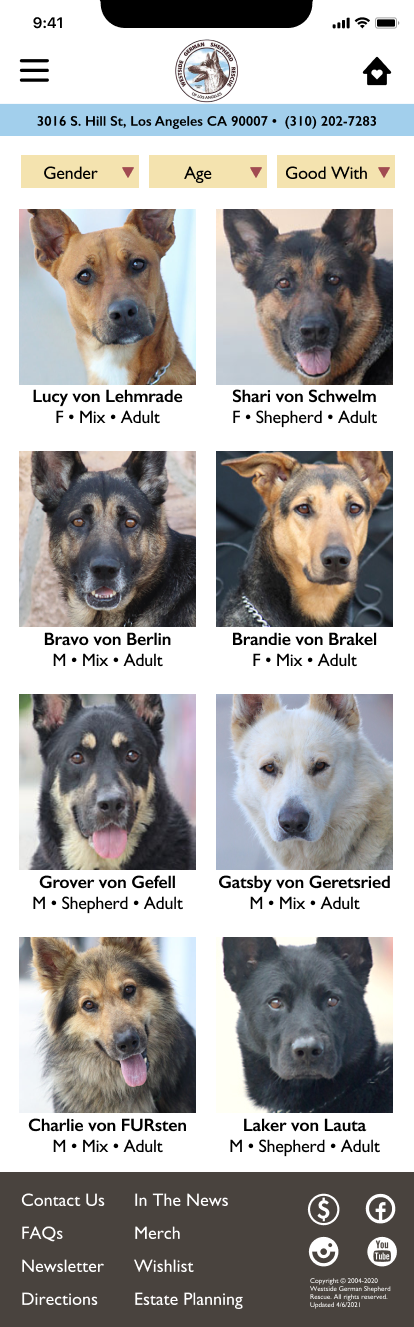 9:41
WESTSIDE GERMAN SHEPHERD RESCUE
OF LOS ANGELES
3016 S. Hill St, Los Angeles CA 90007 • (310) 202-7283
Gender Age Good With
Lucy von Lehmrade
F • Mix • Adult
Shari von Schwelm
F • Shepherd • Adult
Bravo von Berlin
M • Mix • Adult
Brandie von Brakel
F • Mix • Adult
Grover von Gefell
M • Shepherd • Adult
Gatsby von Geretsried
M • Mix • Adult
Charlie von FURsten
M • Mix • Adult
Laker von Lauta
M • Shepherd • Adult
Contact Us
FAQs
Newsletter
Directions
In The News
Merch
Wishlist
Estate Planning
$
f
You
Tube
Copyright © 2004-2020
Westside German Shepherd
Rescue. All rights reserved.
Updated 4/6/2021